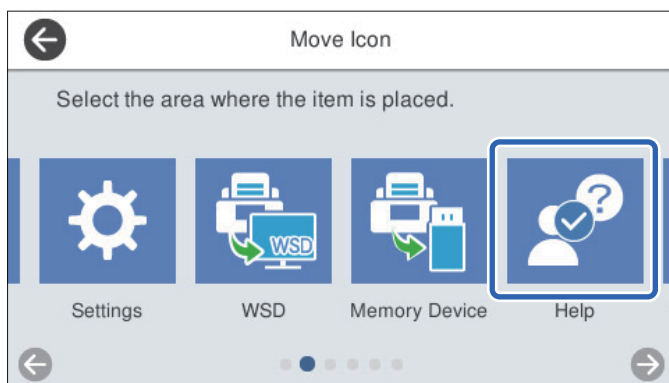 Move Icon
Select the area where the item is placed.
WSD
?
Settings
WSD
Memory Device
Help